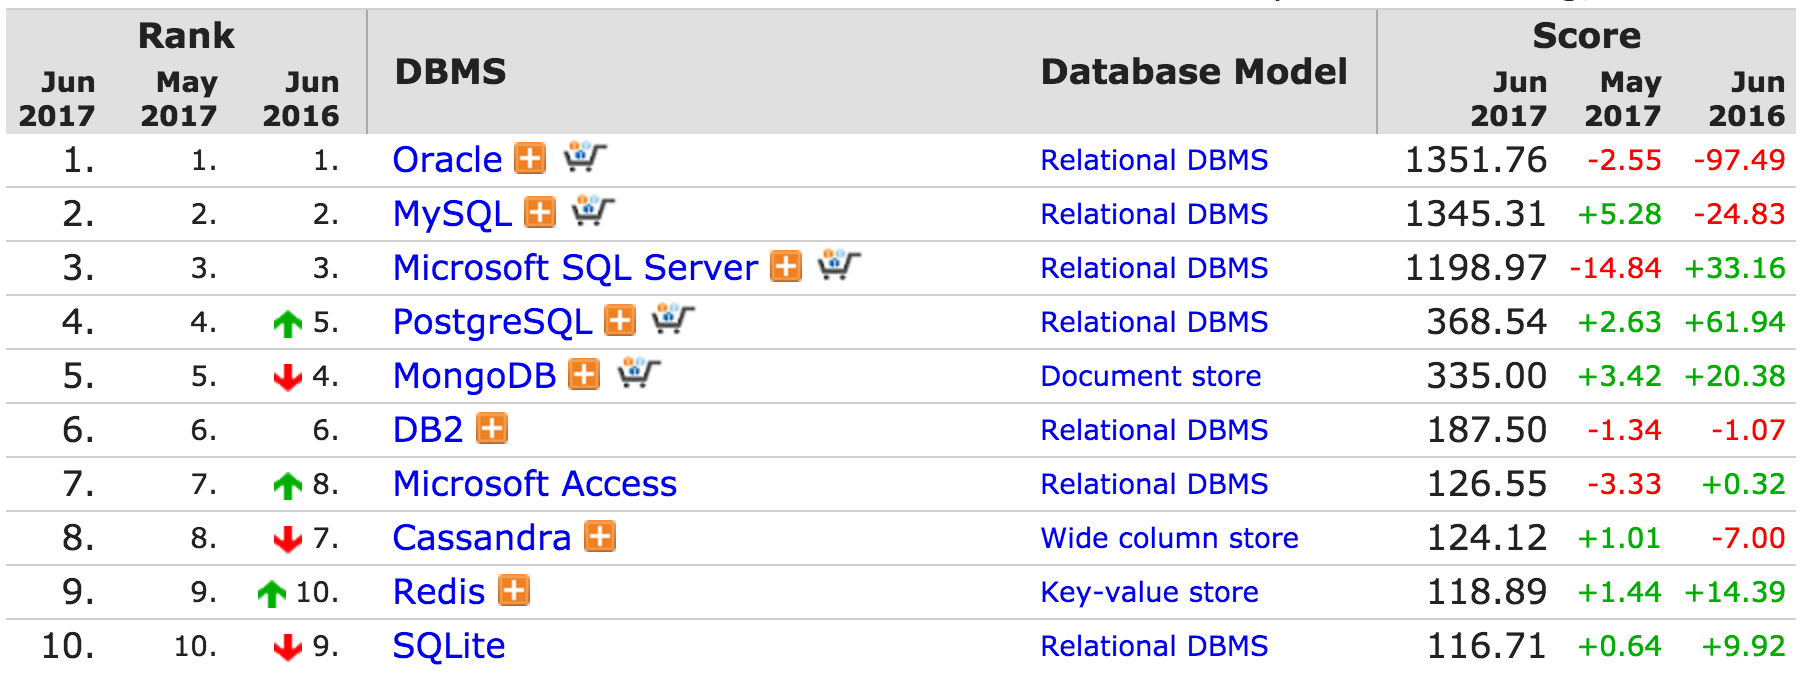 Rank DBMS Database Model Score
Jun 2017 May 2017 Jun 2016 Jun 2017 May 2017 Jun 2016
1. 1. 1. Oracle Relational DBMS 1351.76 -2.55 -97.49
2. 2. 2. MySQL Relational DBMS 1345.31 +5.28 -24.83
3. 3. 3. Microsoft SQL Server Relational DBMS 1198.97 -14.84 +33.16
4. 4. 5. PostgreSQL Relational DBMS 368.54 +2.63 +61.94
5. 5. 4. MongoDB Document store 335.00 +3.42 +20.38
6. 6. 6. DB2 Relational DBMS 187.50 -1.34 -1.07
7. 7. 8. Microsoft Access Relational DBMS 126.55 -3.33 +0.32
8. 8. 7. Cassandra Wide column store 124.12 +1.01 -7.00
9. 9. 10. Redis Key-value store 118.89 +1.44 +14.39
10. 10. 9. SQLite Relational DBMS 116.71 +0.64 +9.92